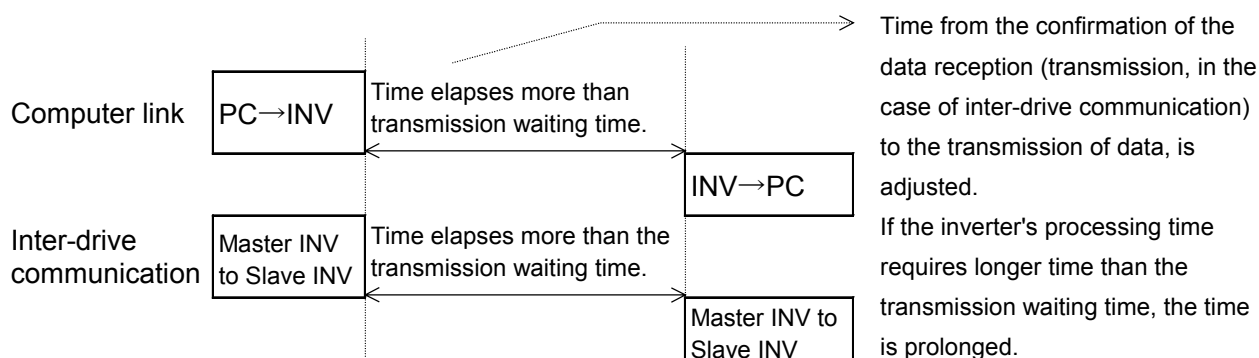 Computer link
PC→INV
Time elapses more than
transmission waiting time.
INV→PC
Inter-drive
communication
Master INV
to Slave INV
Time elapses more than the
transmission waiting time.
Master INV to
Slave INV
Time from the confirmation of the
data reception (transmission, in the
case of inter-drive communication)
to the transmission of data, is
adjusted.
If the inverter's processing time
requires longer time than the
transmission waiting time, the time
is prolonged.